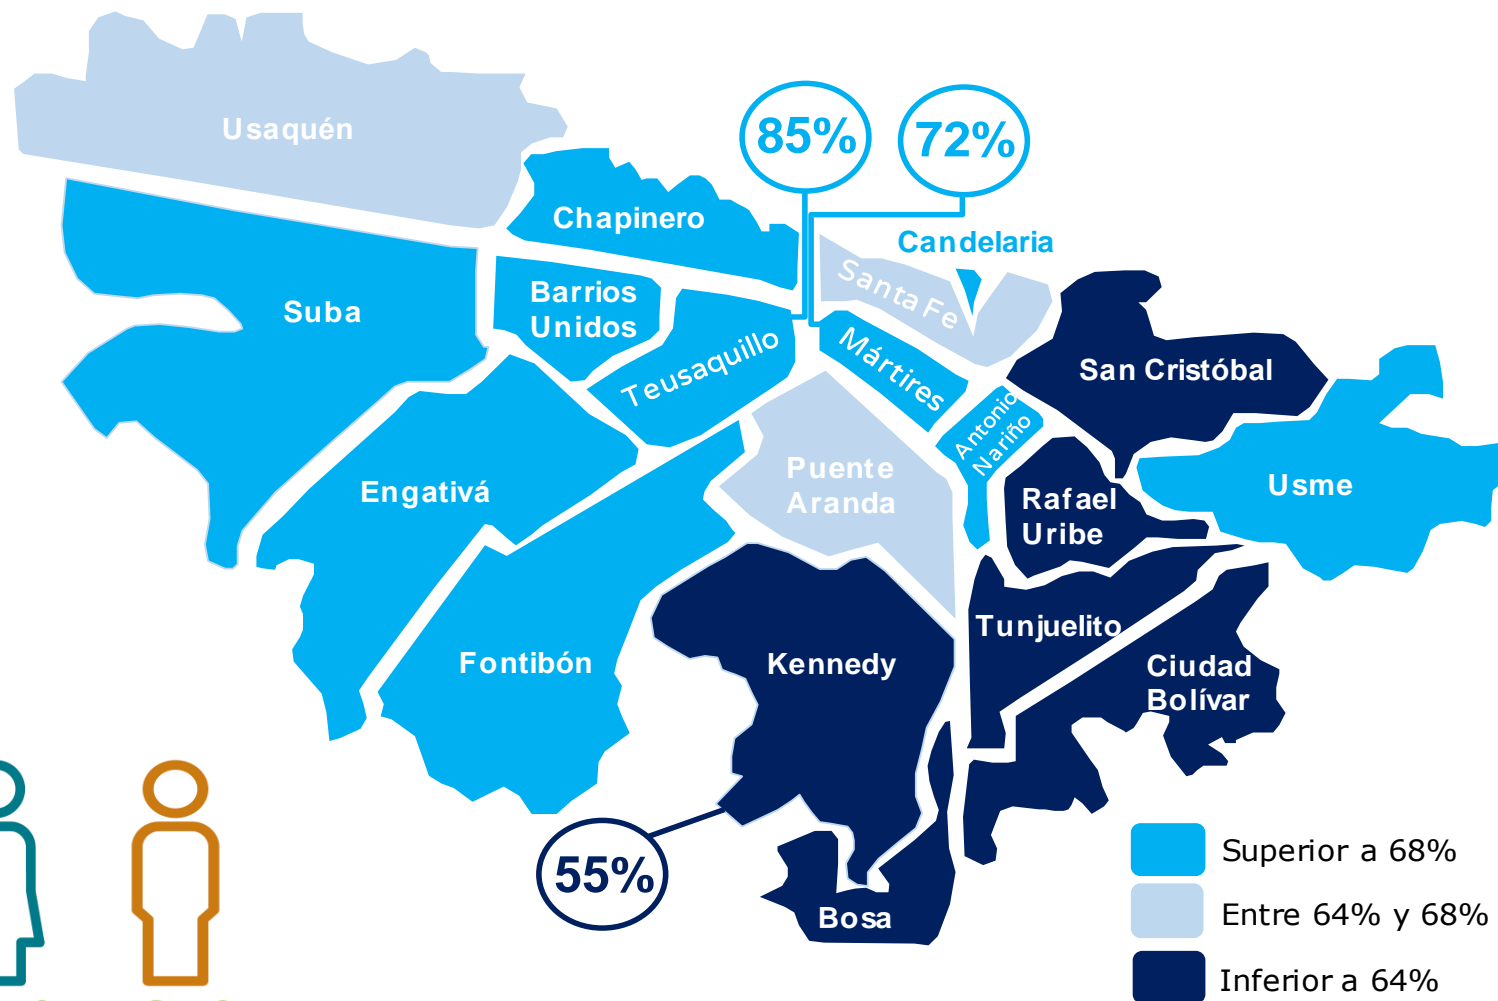 Usaquén
85%
72%
Chapinero
Candelaria
Santa Fe
Suba
Barrios
Unidos
Teusaquillo
Mártires
San Cristóbal
Antonio
Nariño
Puente
Aranda
Engativá
Usme
Rafael
Uribe
Tunjuelito
Fontibón
Kennedy
Ciudad
Bolívar
55%
Bosa
Superior a 68%
Entre 64% y 68%
Inferior a 64%